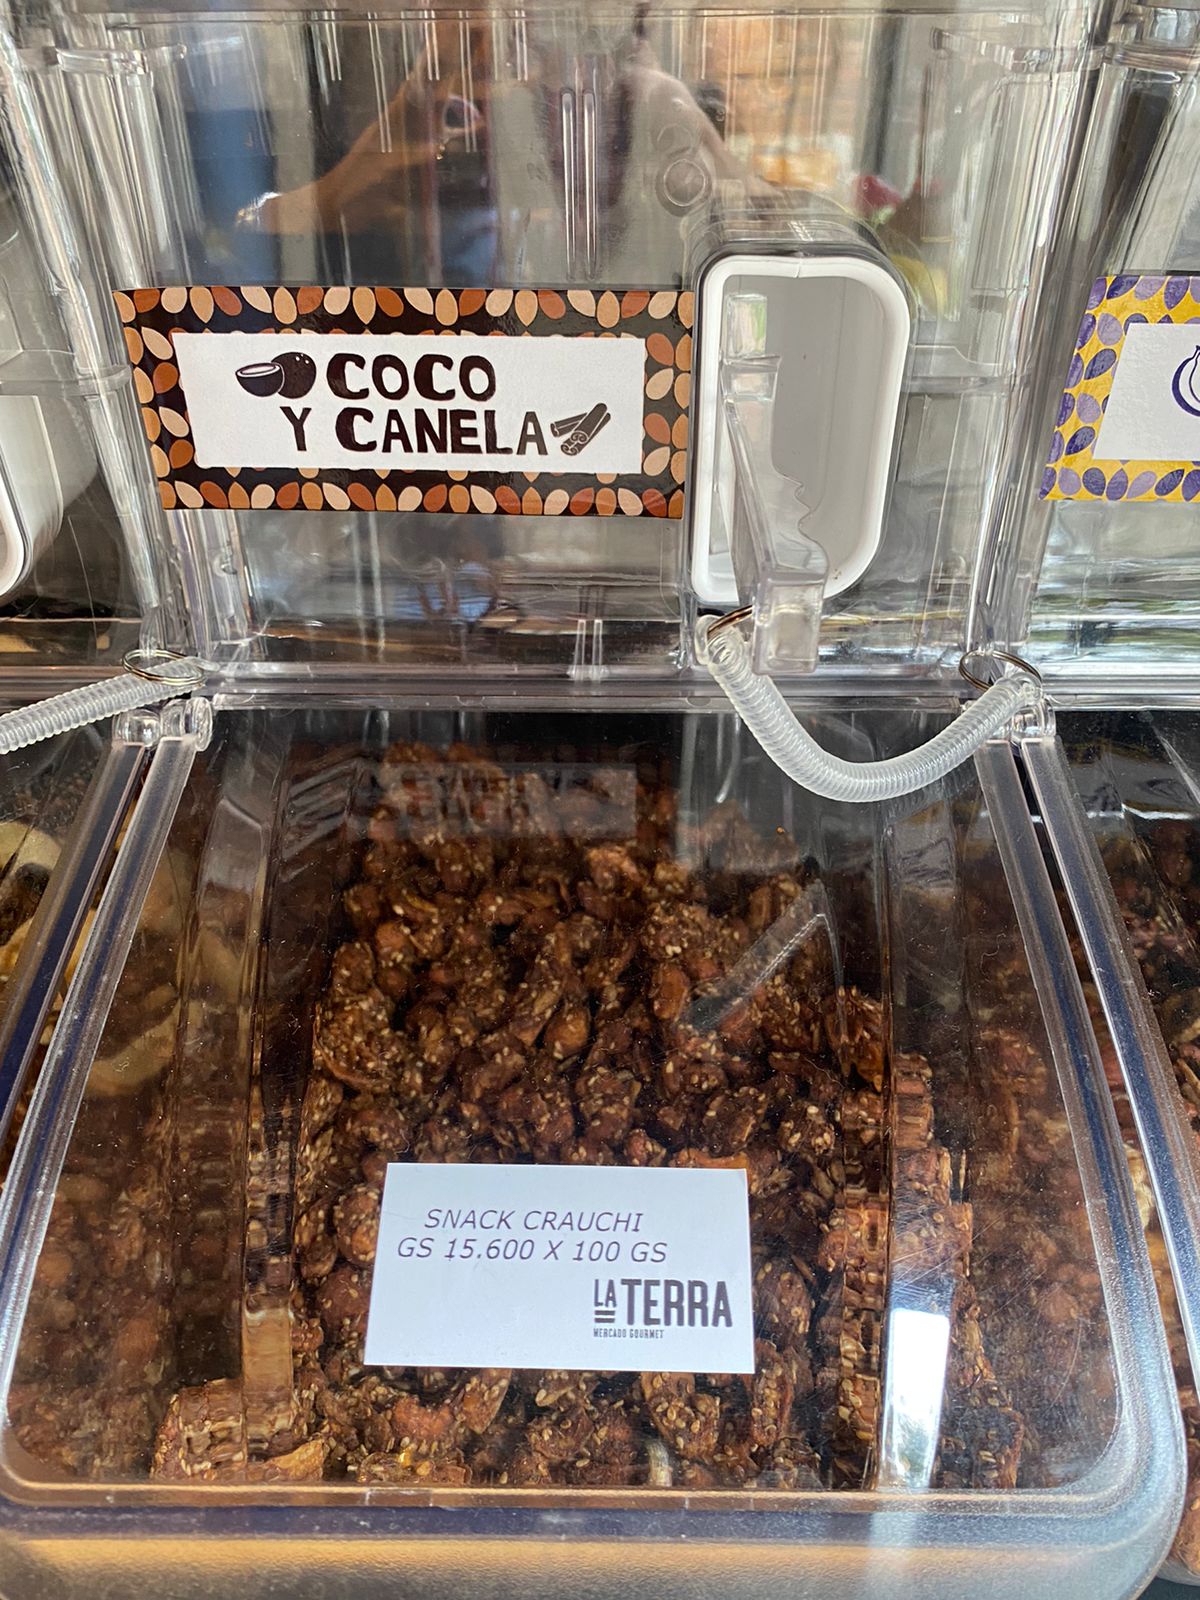 COCO
Y CANELA
SNACK CRAUCHI
GS 15.600 X 100 GS
LA TERRA
MERCADO GOURMET